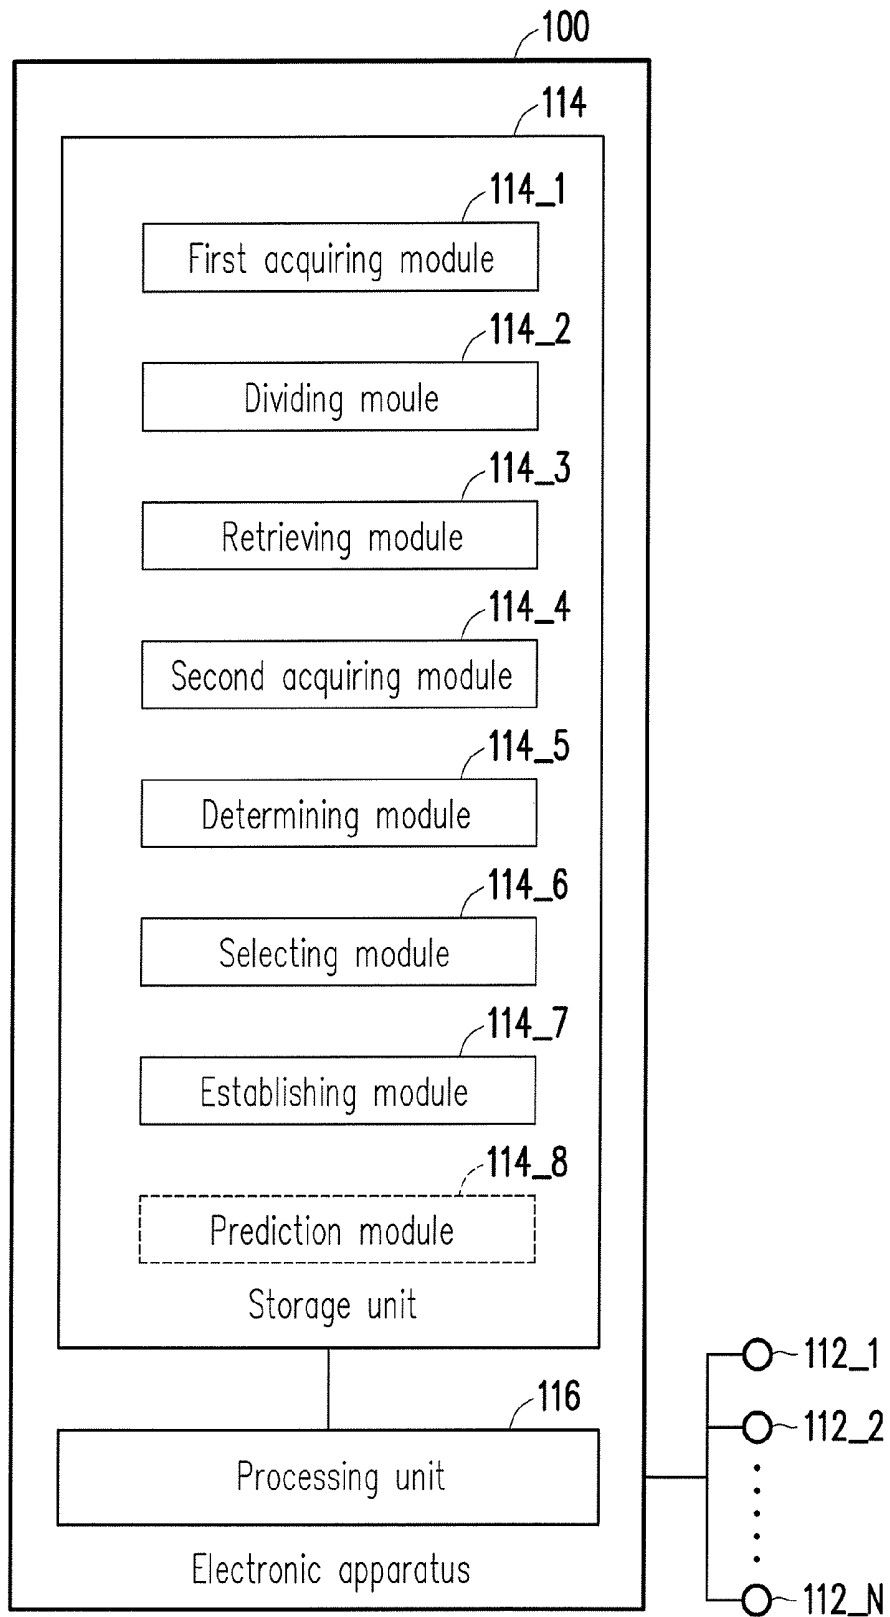 100
114
114_1
First acquiring module
114_2
Dividing moule
114_3
Retrieving module
114_4
Second acquiring module
114_5
Determining module
114_6
Selecting module
114_7
Establishing module
114_8
Prediction module
Storage unit
116
Processing unit
Electronic apparatus
112_1
112_2
112_N